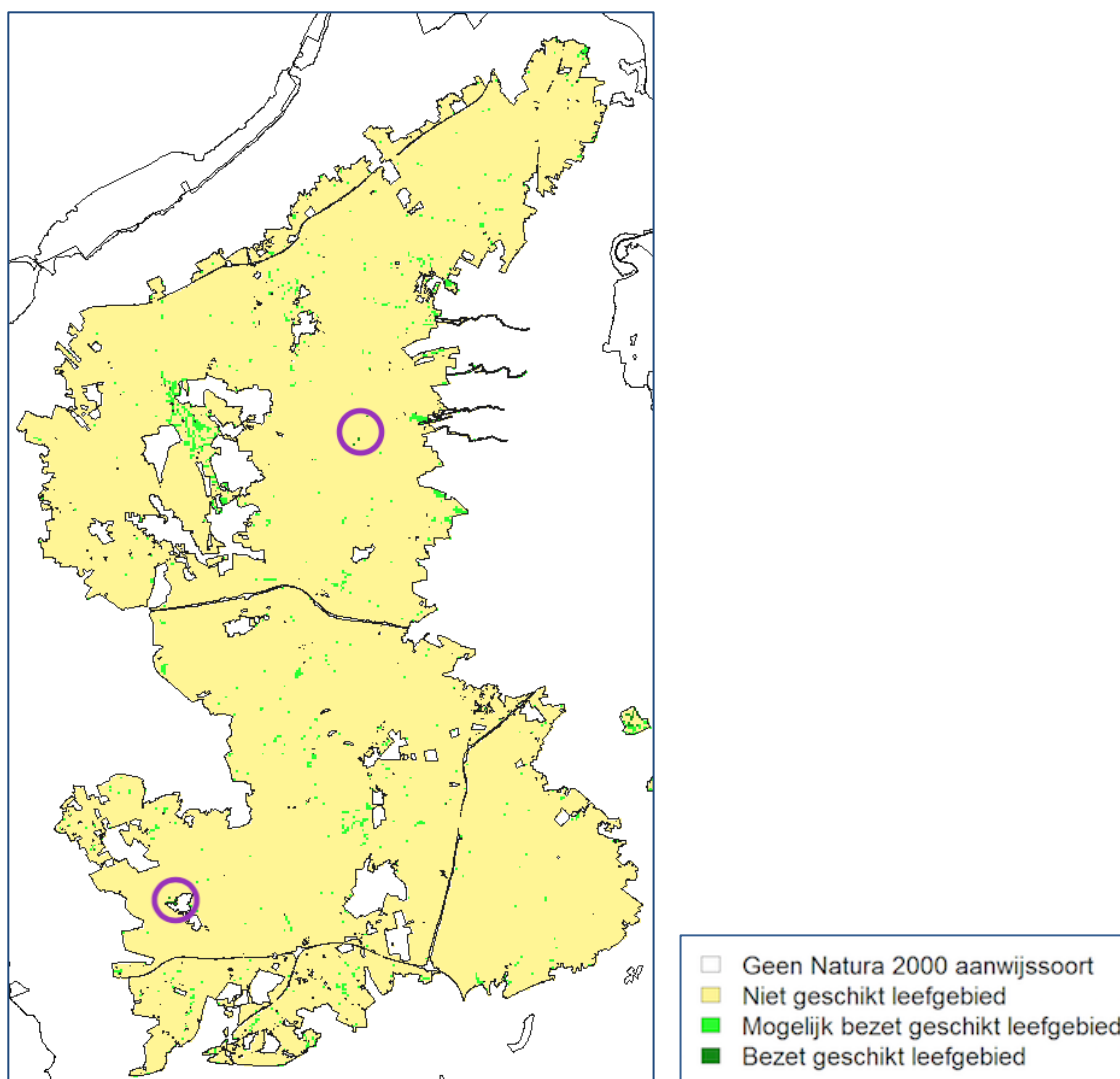 Geen Natura 2000 aanwijssoort
Niet geschikt leefgebied
Mogelijk bezet geschikt leefgebied
Bezet geschikt leefgebied